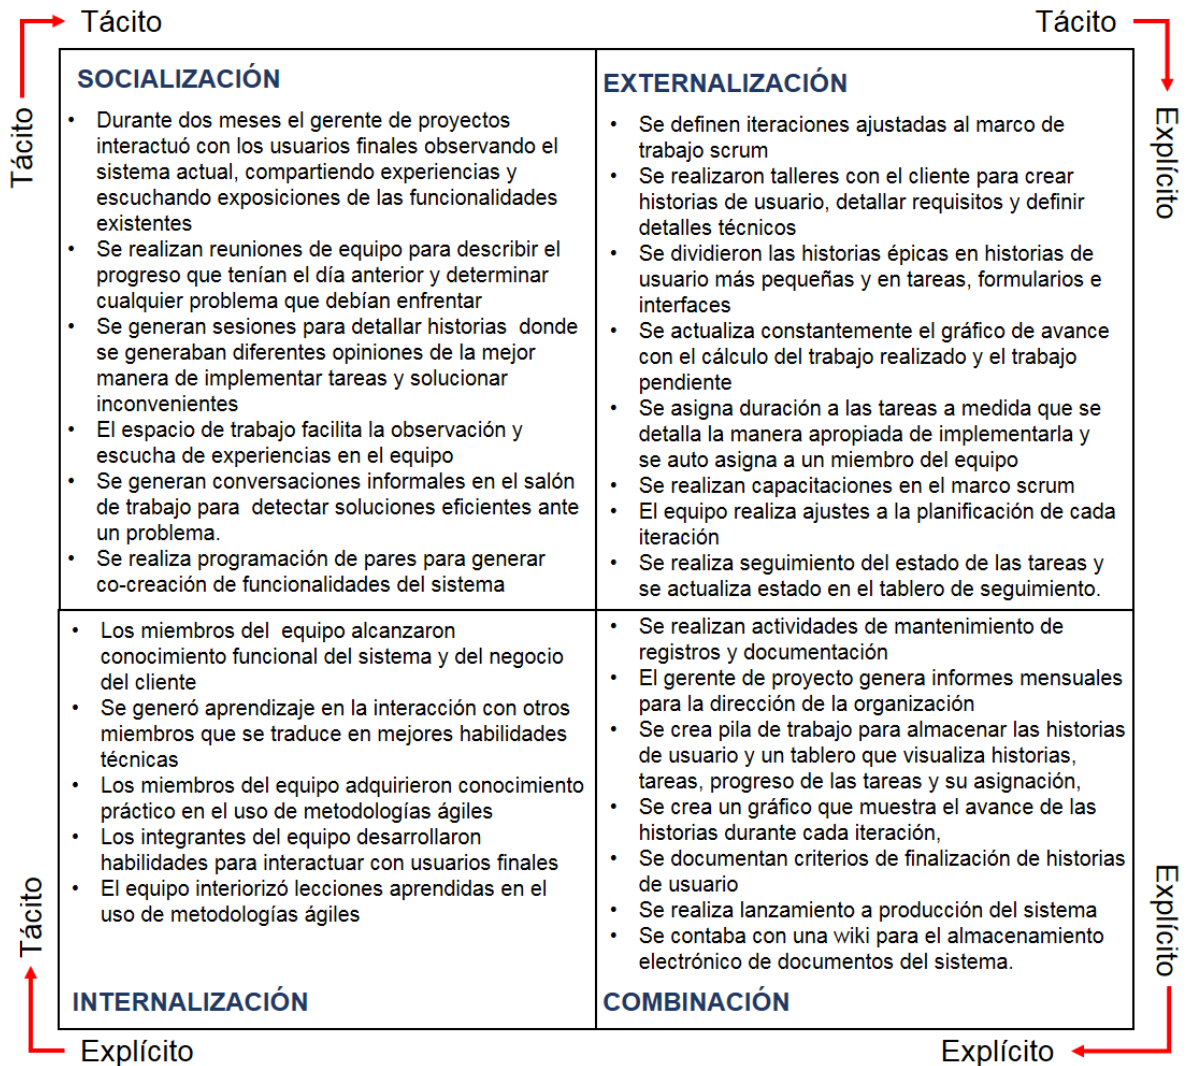 Tácito
Tácito
Tácito
Explícito
SOCIALIZACIÓN
• Durante dos meses el gerente de proyectos
interactuó con los usuarios finales observando el
sistema actual, compartiendo experiencias y
escuchando exposiciones de las funcionalidades
existentes
• Se realizan reuniones de equipo para describir el
progreso que tenían el día anterior y determinar
cualquier problema que debían enfrentar
• Se generan sesiones para detallar historias donde
se generaban diferentes opiniones de la mejor
manera de implementar tareas y solucionar
inconvenientes
• El espacio de trabajo facilita la observación y
escucha de experiencias en el equipo
• Se generan conversaciones informales en el salón
de trabajo para detectar soluciones eficientes ante
un problema.
• Se realiza programación de pares para generar
co-creación de funcionalidades del sistema
EXTERNALIZACIÓN
• Se definen iteraciones ajustadas al marco de
trabajo scrum
• Se realizaron talleres con el cliente para crear
historias de usuario, detallar requisitos y definir
detalles técnicos
• Se dividieron las historias épicas en historias de
usuario más pequeñas y en tareas, formularios e
interfaces
• Se actualiza constantemente el gráfico de avance
con el cálculo del trabajo realizado y el trabajo
pendiente
• Se asigna duración a las tareas a medida que se
detalla la manera apropiada de implementarla y
se auto asigna a un miembro del equipo
• Se realizan capacitaciones en el marco scrum
• El equipo realiza ajustes a la planificación de cada
iteración
• Se realiza seguimiento del estado de las tareas y
se actualiza estado en el tablero de seguimiento.
• Los miembros del equipo alcanzaron
conocimiento funcional del sistema y del negocio
del cliente
• Se generó aprendizaje en la interacción con otros
miembros que se traduce en mejores habilidades
técnicas
• Los miembros del equipo adquirieron conocimiento
práctico en el uso de metodologías ágiles
• Los integrantes del equipo desarrollaron
habilidades para interactuar con usuarios finales
• El equipo interiorizó lecciones aprendidas en el
uso de metodologías ágiles
INTERNALIZACIÓN
• Se realizan actividades de mantenimiento de
registros y documentación
• El gerente de proyecto genera informes mensuales
para la dirección de la organización
• Se crea pila de trabajo para almacenar las historias
de usuario y un tablero que visualiza historias,
tareas, progreso de las tareas y su asignación,
• Se crea un gráfico que muestra el avance de las
historias durante cada iteración,
• Se documentan criterios de finalización de historias
de usuario
• Se realiza lanzamiento a producción del sistema
• Se contaba con una wiki para el almacenamiento
electrónico de documentos del sistema.
COMBINACIÓN
Tácito
Explícito
Explícito
Explícito